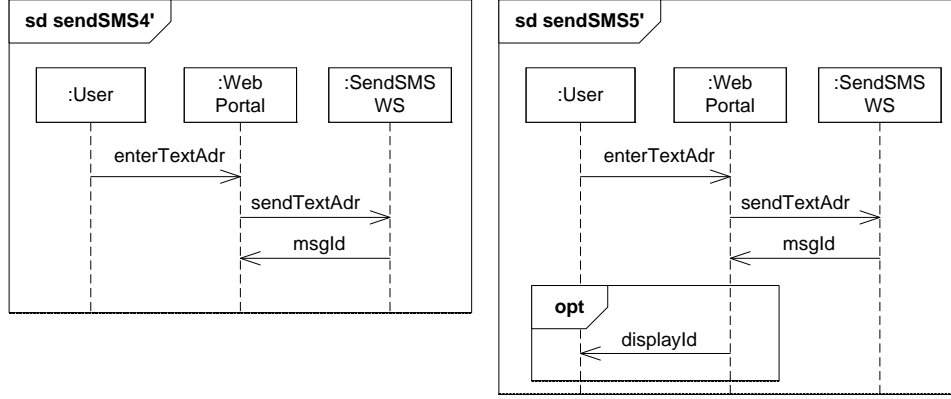 sd sendSMS4'
:User
:Web
Portal
:SendSMS
WS
enterTextAdr
sendTextAdr
msgId
sd sendSMS5'
:User
:Web
Portal
:SendSMS
WS
enterTextAdr
sendTextAdr
msgId
opt
displayId